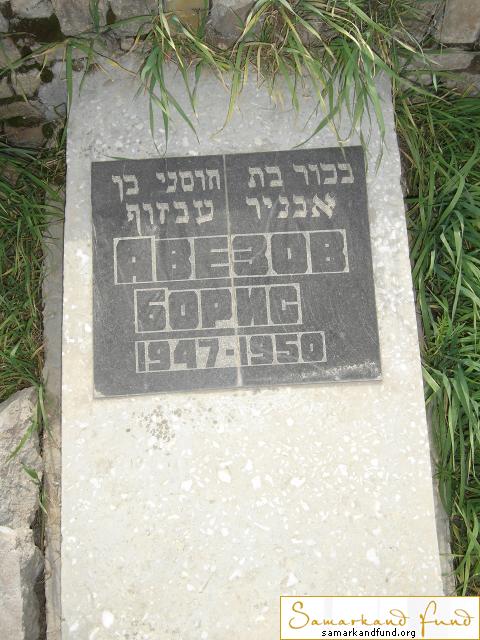 בכור בת חוסני בן
אבניר עבזוף
АВЕЗОВ
БОРИС
1947-1950
Samarkand Fund
samarkandfund.org